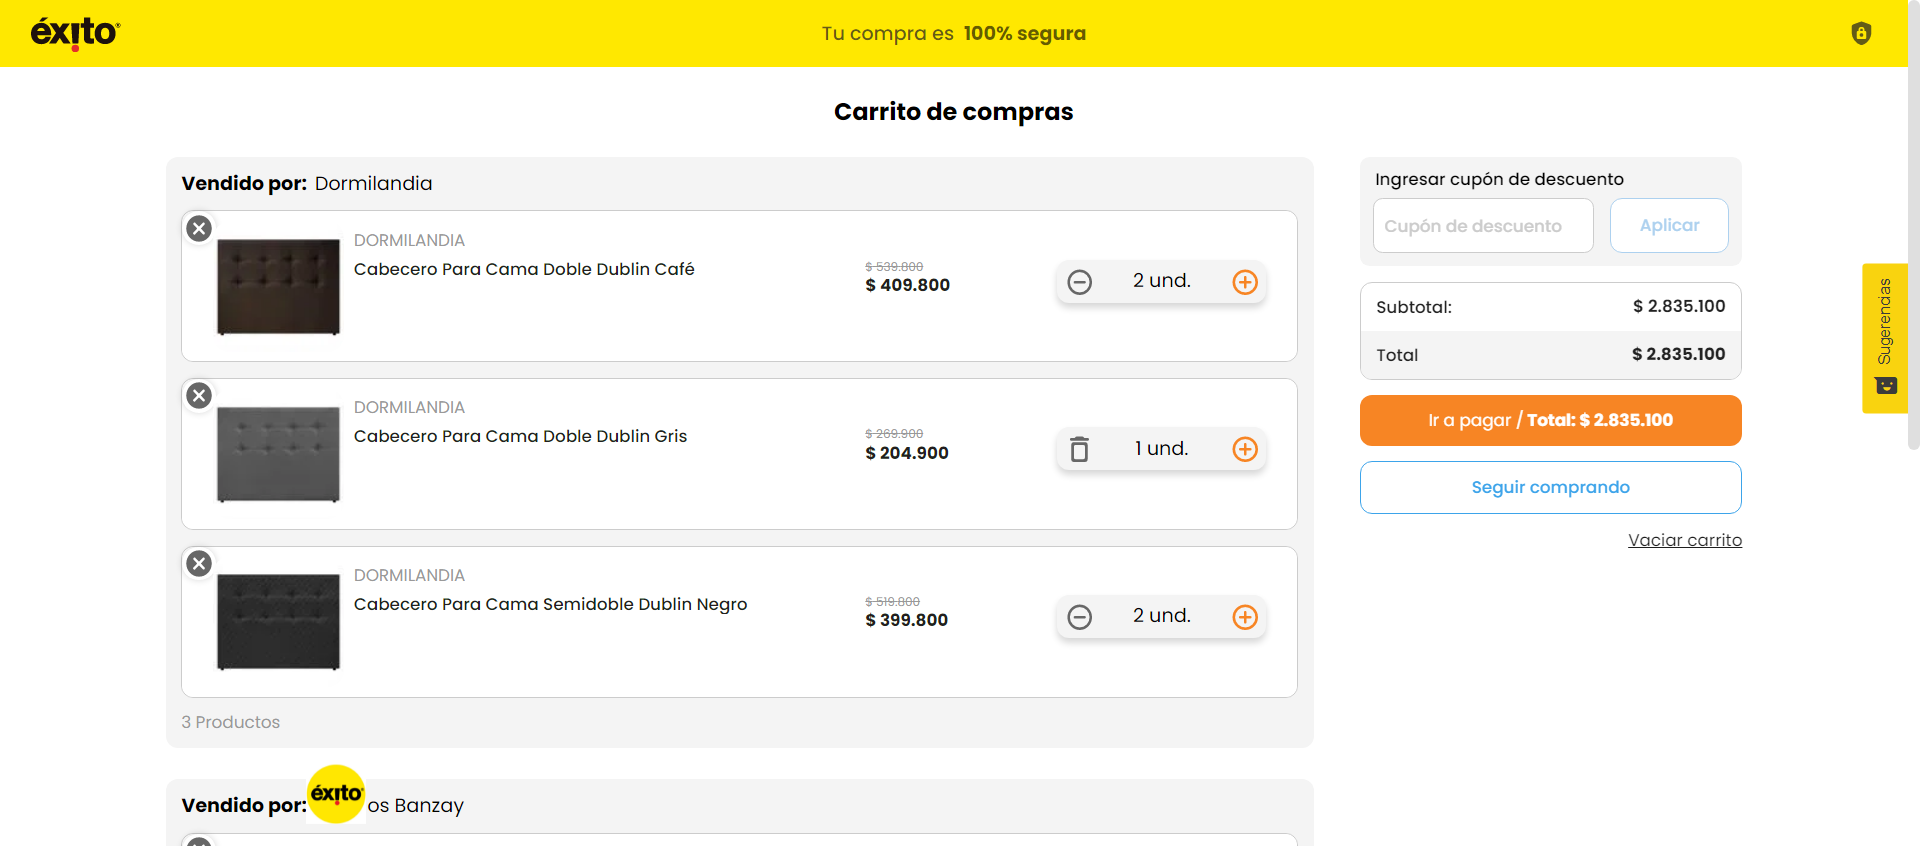 éxito
Tu compra es 100% segura
Carrito de compras
Vendido por: Dormilandia
DORMILANDIA
Cabecero Para Cama Doble Dublin Café
$ 539.800
$ 409.800
2 und.
DORMILANDIA
Cabecero Para Cama Doble Dublin Gris
$ 269.900
$ 204.900
1 und.
DORMILANDIA
Cabecero Para Cama Semidoble Dublin Negro
$ 519.800
$ 399.800
2 und.
3 Productos
Vendido por: éxito os Banzay
Ingresar cupón de descuento
Cupón de descuento
Aplicar
Subtotal: $ 2.835.100
Total $ 2.835.100
Ir a pagar / Total: $ 2.835.100
Seguir comprando
Vaciar carrito
Sugerencias